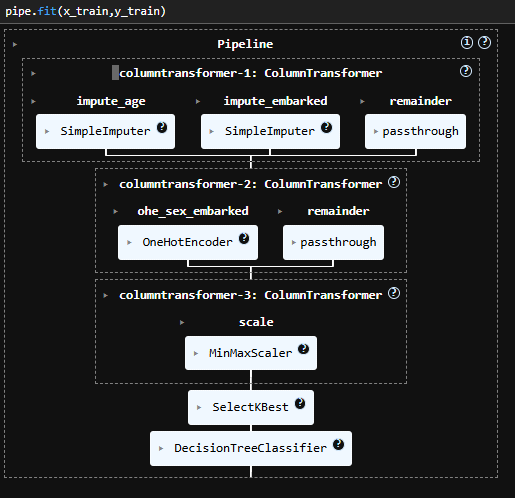 pipe.fit(x_train,y_train)
Pipeline
i ?
columntransformer-1: ColumnTransformer
?
impute_age
impute_embarked
remainder
SimpleImputer ?
SimpleImputer ?
passthrough
columntransformer-2: ColumnTransformer
?
ohe_sex_embarked
remainder
OneHotEncoder ?
passthrough
columntransformer-3: ColumnTransformer
?
scale
MinMaxScaler ?
SelectKBest ?
DecisionTreeClassifier ?